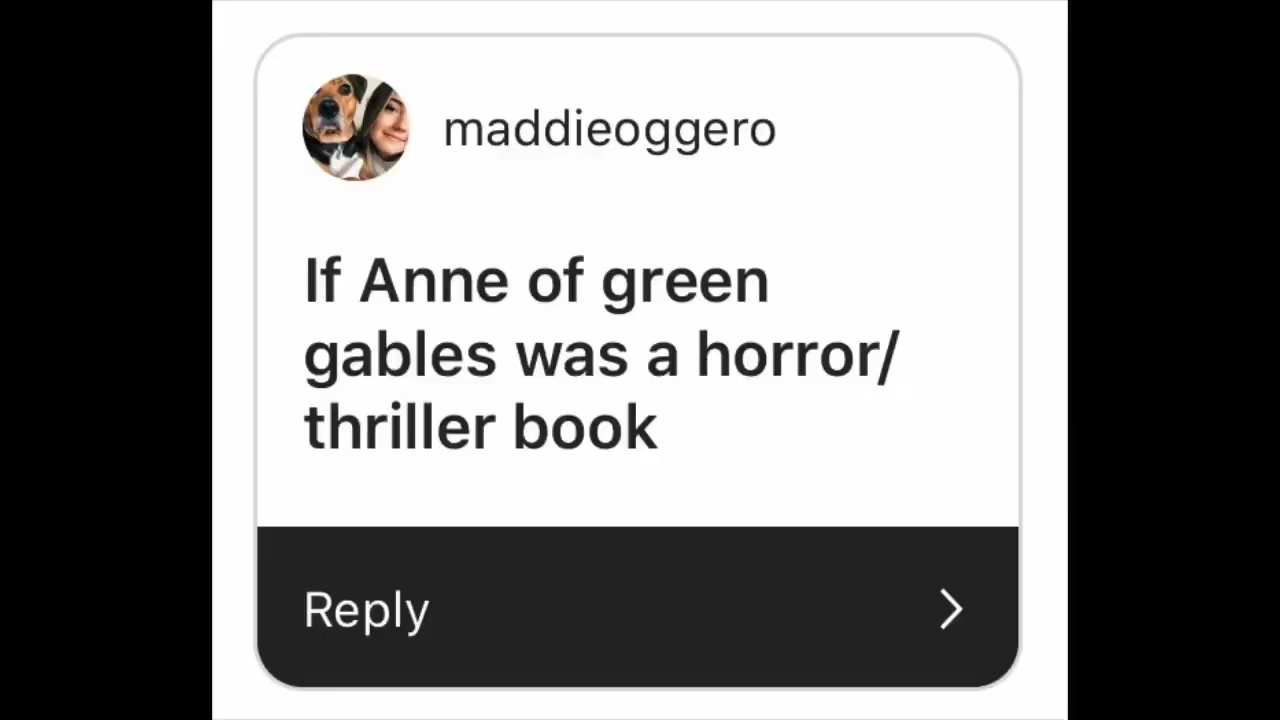 maddieoggero
If Anne of green
gables was a horror/
thriller book
Reply